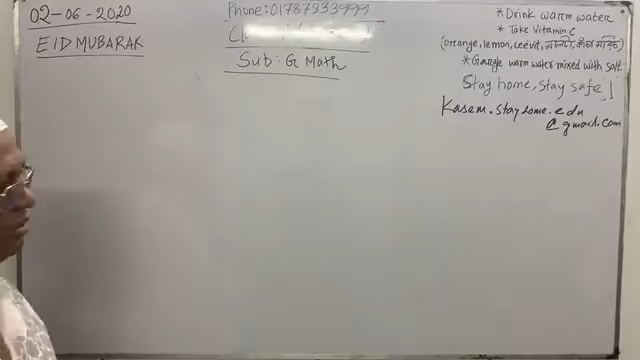 02-06-2020
EID MUBARAK
Phone: 01787333999
Sub: G Math
* Drink warm water
* Take Vitamin C
(orrange, lemon, ceevit,
* Gargle warm water mixed with salt
Stay home, Stay safe]
Kasem.stayhome.edu
@gmail.com